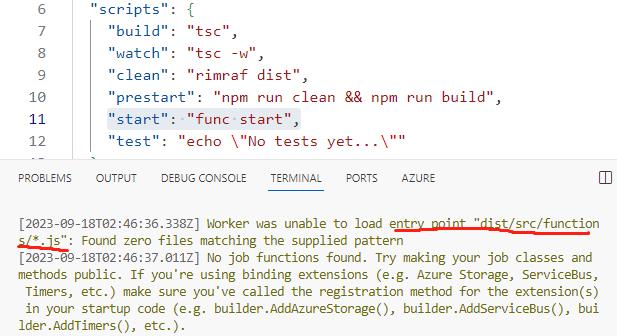 6 "scripts": {
7 "build": "tsc",
8 "watch": "tsc -w",
9 "clean": "rimraf dist",
10 "prestart": "npm run clean && npm run build",
11 "start": "func start",
12 "test": "echo \"No tests yet...\""
PROBLEMS OUTPUT DEBUG CONSOLE TERMINAL PORTS AZURE
[2023-09-18T02:46:36.338Z] Worker was unable to load entry point "dist/src/function
s/*.js": Found zero files matching the supplied pattern
[2023-09-18T02:46:37.011Z] No job functions found. Try making your job classes and
methods public. If you're using binding extensions (e.g. Azure Storage, ServiceBus,
Timers, etc.) make sure you've called the registration method for the extension(s)
in your startup code (e.g. builder.AddAzureStorage(), builder.AddServiceBus(), bui
lder.AddTimers(), etc.).